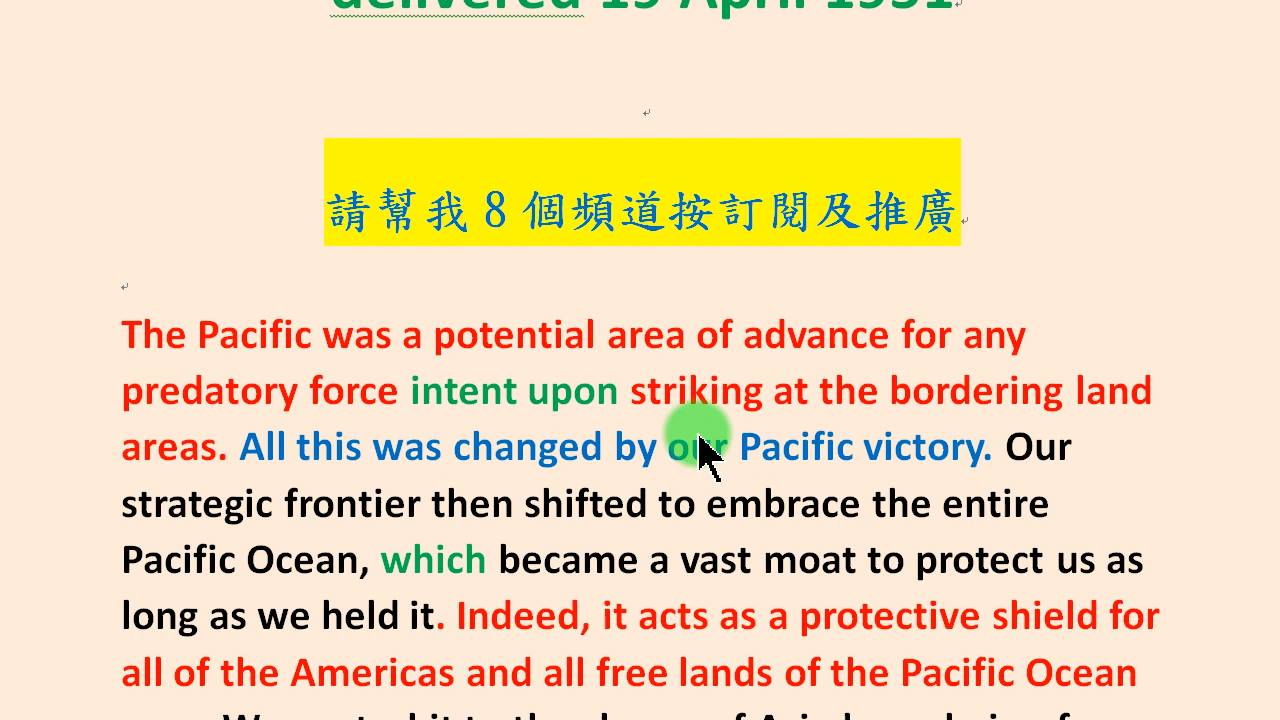 delivered 19 April 1951
請幫我 8 個頻道按訂閱及推廣
The Pacific was a potential area of advance for any
predatory force intent upon striking at the bordering land
areas. All this was changed by our Pacific victory. Our
strategic frontier then shifted to embrace the entire
Pacific Ocean, which became a vast moat to protect us as
long as we held it. Indeed, it acts as a protective shield for
all of the Americas and all free lands of the Pacific Ocean